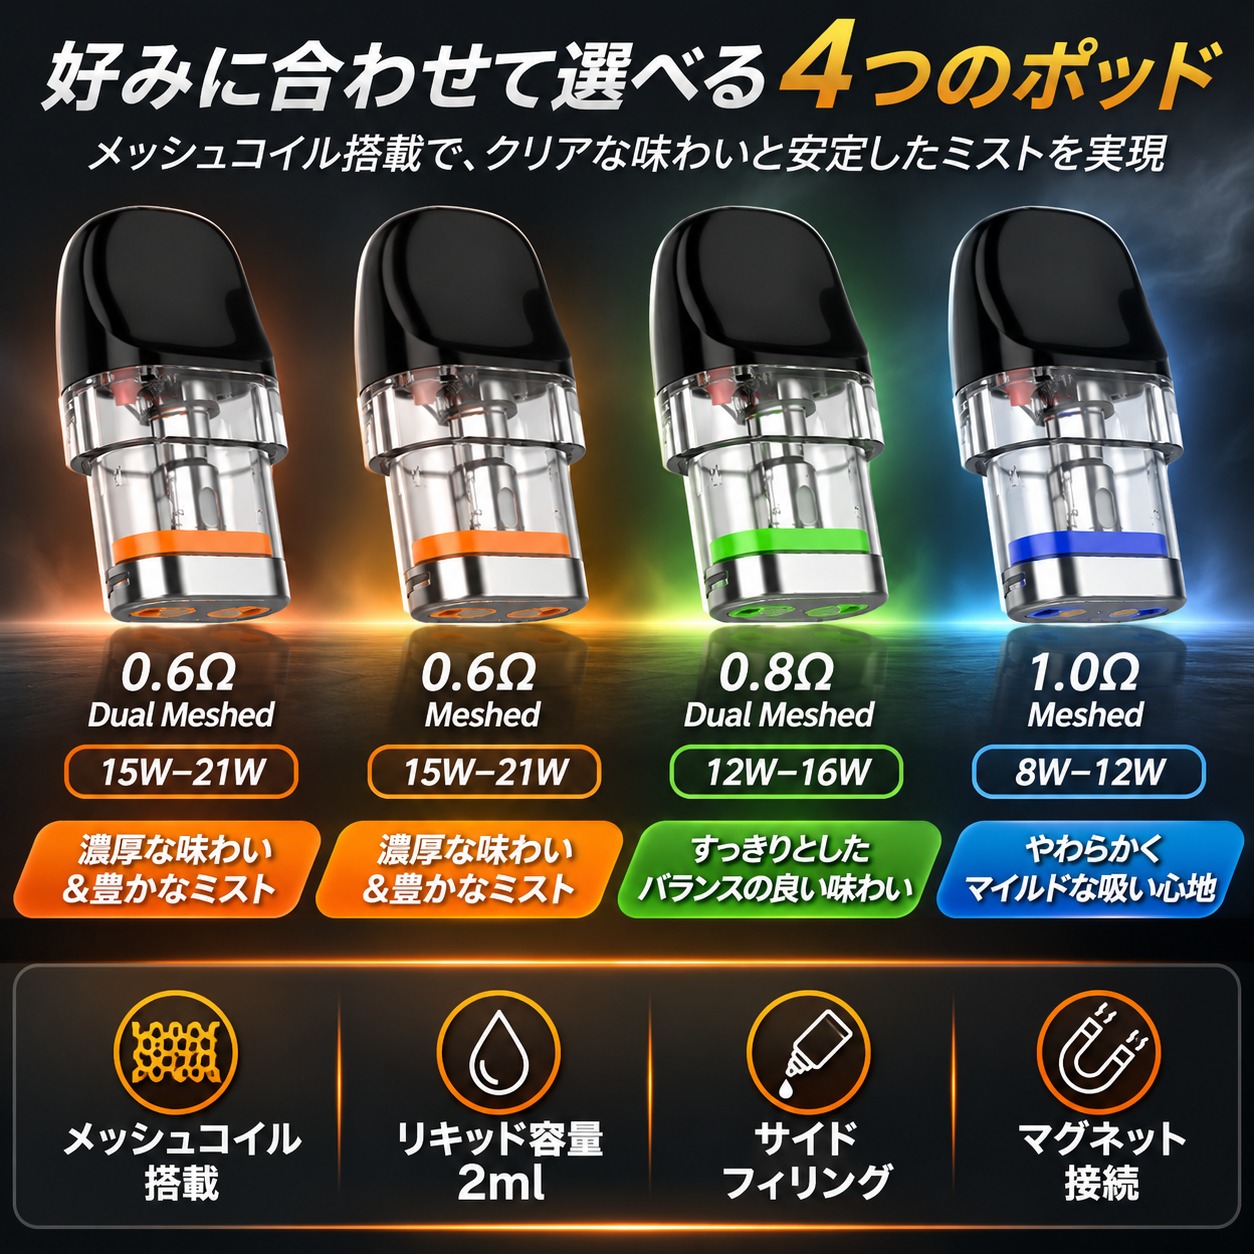 好みに合わせて選べる4つのポッド
メッシュコイル搭載で、クリアな味わいと安定したミストを実現
0.6Ω
Dual Meshed
15W–21W
濃厚な味わい
&豊かなミスト
0.6Ω
Meshed
15W–21W
濃厚な味わい
&豊かなミスト
0.8Ω
Dual Meshed
12W–16W
すっきりとした
バランスの良い味わい
1.0Ω
Meshed
8W–12W
やわらかく
マイルドな吸い心地
メッシュコイル
搭載
リキッド容量
2ml
サイド
フィリング
マグネット
接続